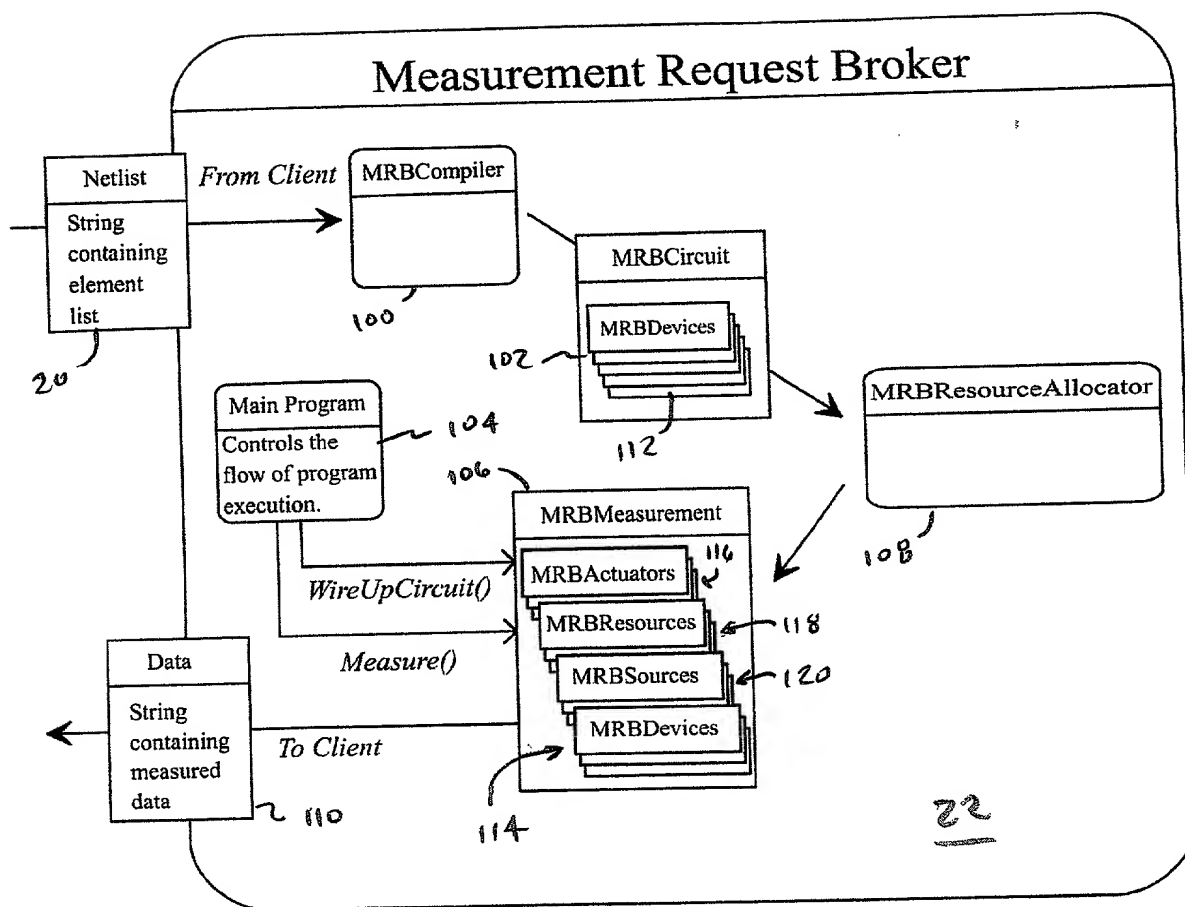 Measurement Request Broker
Netlist
String
containing
element
list
20
From Client
MRBCompiler
100
MRBCircuit
MRBDevices
102
112
MRBResourceAllocator
108
Main Program
Controls the
flow of program
execution.
104
106
MRBMeasurement
MRBActuators
116
MRBResources
118
MRBSources
120
MRBDevices
114
WireUpCircuit()
Measure()
Data
String
containing
measured
data
110
To Client
22